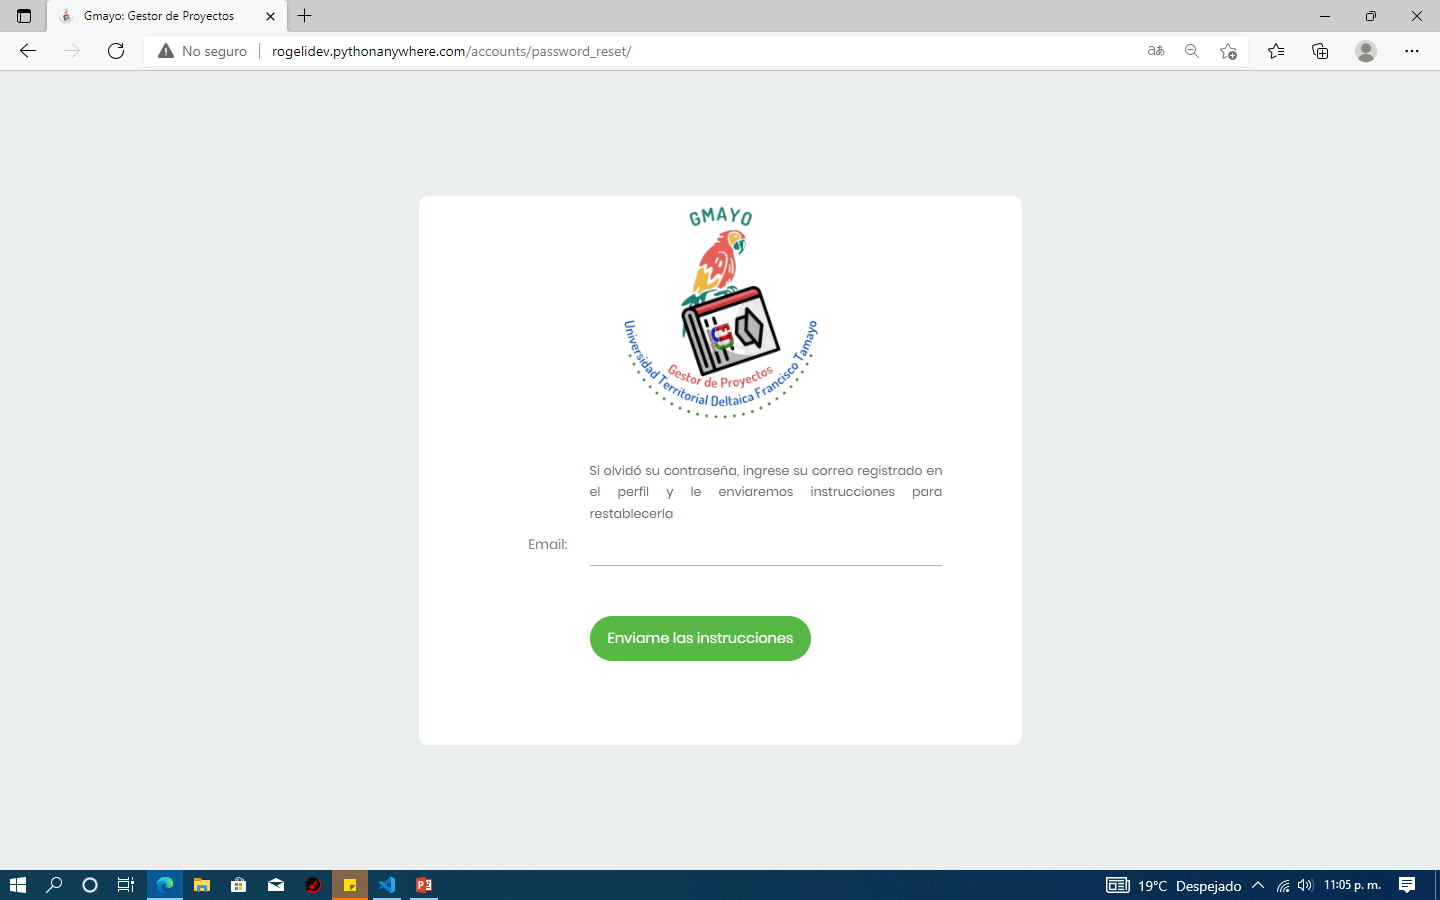 Gmayo: Gestor de Proyectos
No seguro
rogelidev.pythonanywhere.com/accounts/password_reset/
GMAYO
Gestor de Proyectos
Universidad Territorial Deltaica Francisco Tamayo
Si olvidó su contraseña, ingrese su correo registrado en
el perfil y le enviaremos instrucciones para
restablecerla
Email:
Enviame las instrucciones
19°C Despejado
11:05 p. m.